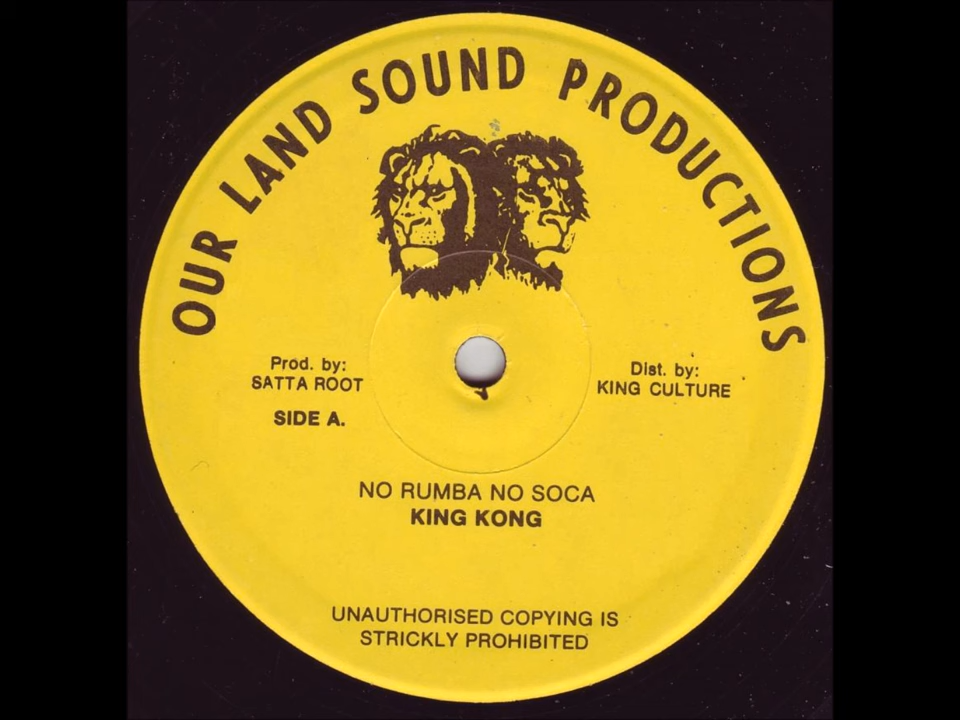 OUR LAND SOUND PRODUCTIONS
Prod. by:
SATTA ROOT
SIDE A.
Dist. by:
KING CULTURE
NO RUMBA NO SOCA
KING KONG
UNAUTHORISED COPYING IS
STRICKLY PROHIBITED